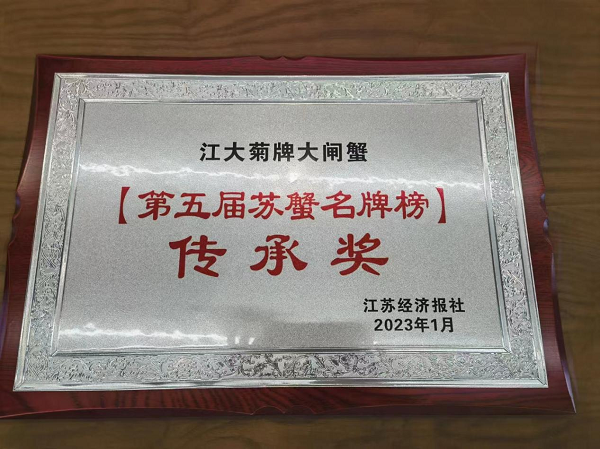 江大菊牌大闸蟹
【第五届苏蟹名牌榜】
传承奖
江苏经济报社
2023年1月